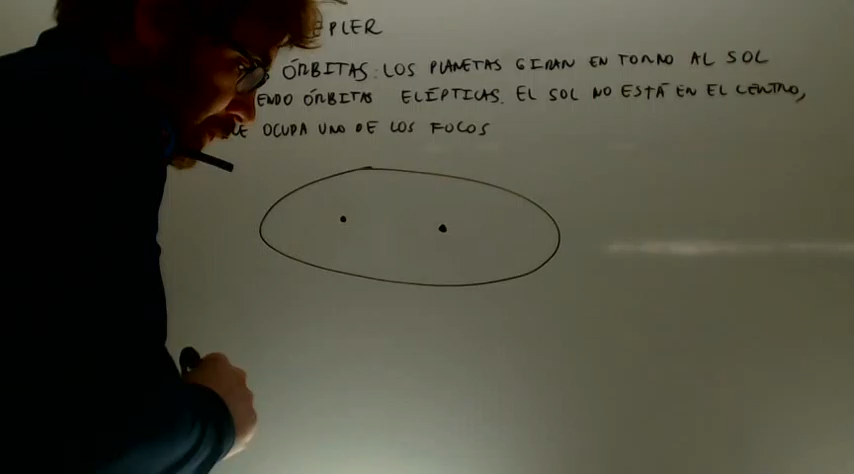 PLER
ÓRBITAS: LOS PLANETAS GIRAN EN TORNO AL SOL
ENDO ÓRBITAS ELÍPTICAS. EL SOL NO ESTÁ EN EL CENTRO,
OCUPA UNO DE LOS FOCOS